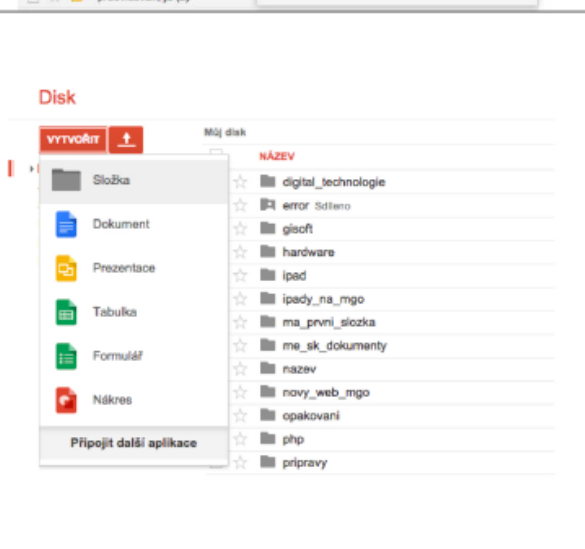 Disk
VYTVOŘIT
Můj disk
NÁZEV
Složka
Dokument
Prezentace
Tabulka
Formulář
Nákres
Připojit další aplikace
digital_technologie
error Sdíleno
gisoft
hardware
ipad
ipady_na_mgo
ma_prvni_slozka
me_sk_dokumenty
nazev
novy_web_mgo
opakovani
php
pripravy